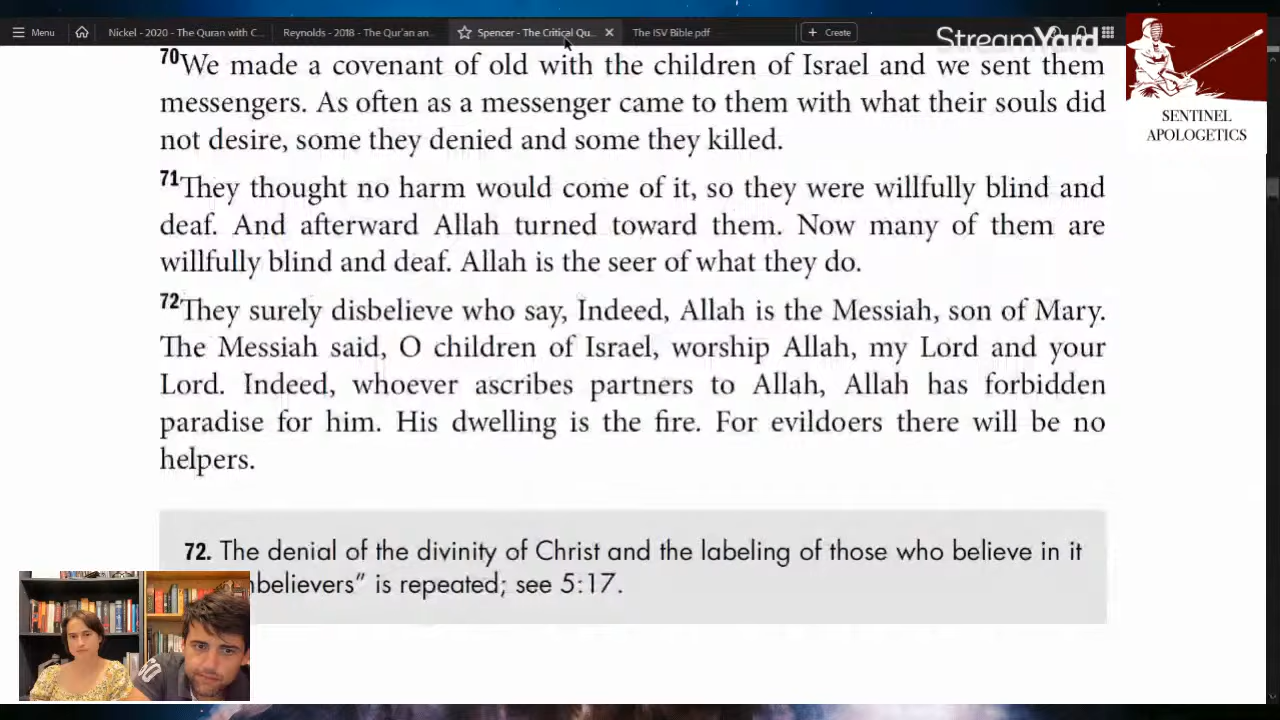 Menu
Nickel - 2020 - The Quran with C...
Reynolds - 2018 - The Qur'an an...
Spencer - The Critical Qu...
The ISV Bible pdf
+ Create
StreamYard
SENTINEL
APOLOGETICS
70We made a covenant of old with the children of Israel and we sent them
messengers. As often as a messenger came to them with what their souls did
not desire, some they denied and some they killed.
71They thought no harm would come of it, so they were willfully blind and
deaf. And afterward Allah turned toward them. Now many of them are
willfully blind and deaf. Allah is the seer of what they do.
72They surely disbelieve who say, Indeed, Allah is the Messiah, son of Mary.
The Messiah said, O children of Israel, worship Allah, my Lord and your
Lord. Indeed, whoever ascribes partners to Allah, Allah has forbidden
paradise for him. His dwelling is the fire. For evildoers there will be no
helpers.
72. The denial of the divinity of Christ and the labeling of those who believe in it
believers” is repeated; see 5:17.